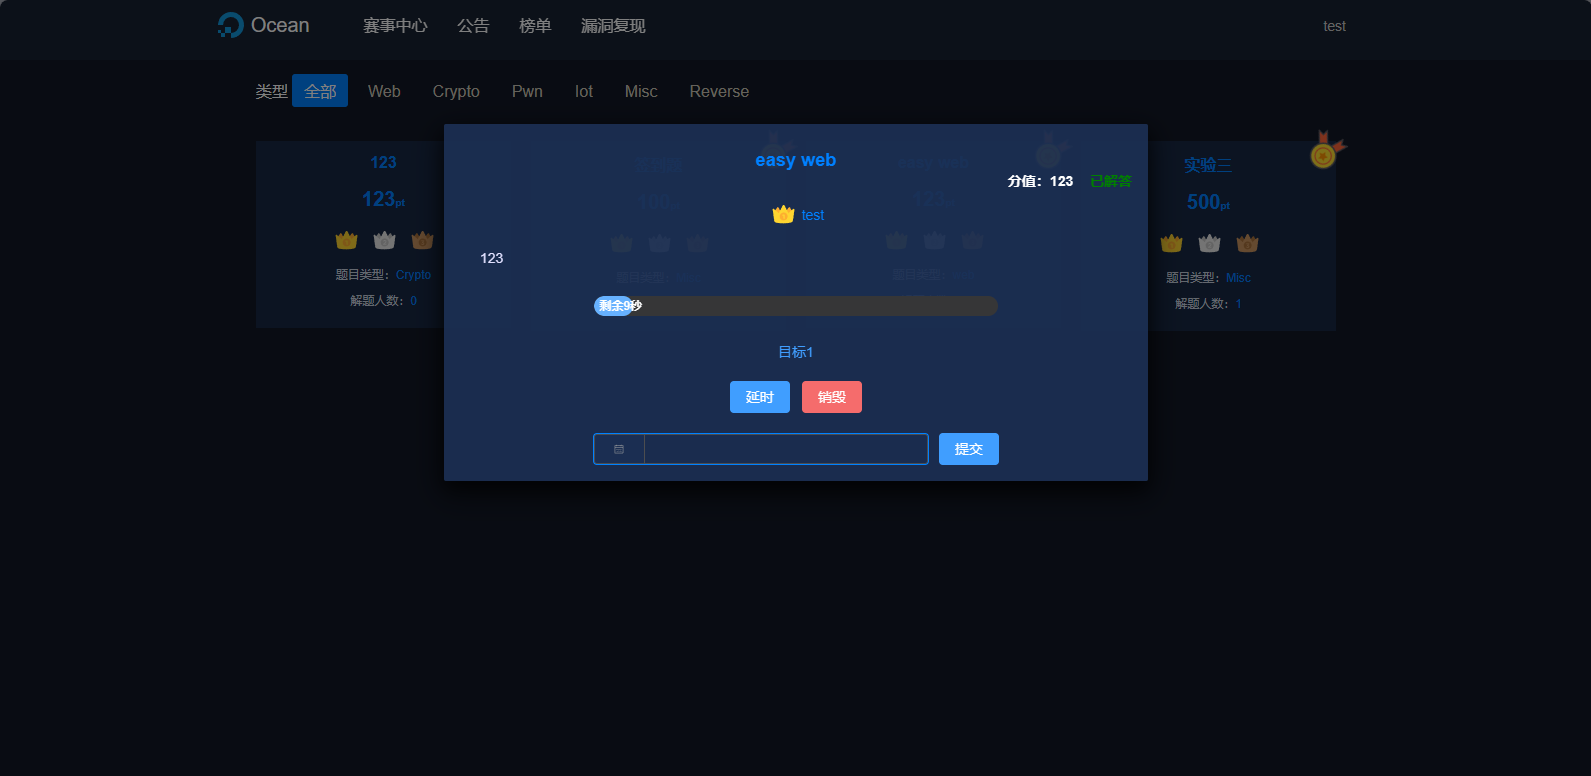 Ocean 赛事中心 公告 榜单 漏洞复现 test
类型 全部 Web Crypto Pwn Iot Misc Reverse
123
123pt
题目类型：Crypto
解题人数：0
easy web
分值：123 已解答
test
123
剩余9秒
目标1
延时 销毁
提交
实验三
500pt
题目类型：Misc
解题人数：1